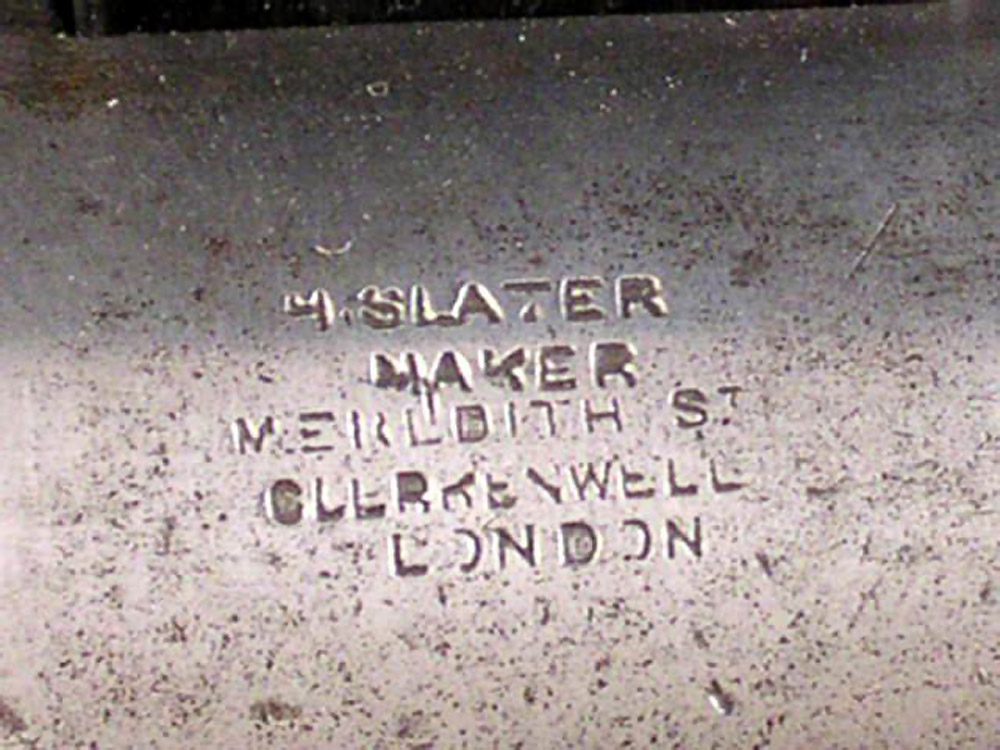 H. SLATER
MAKER
MEREDITH ST
CLERKENWELL
LONDON